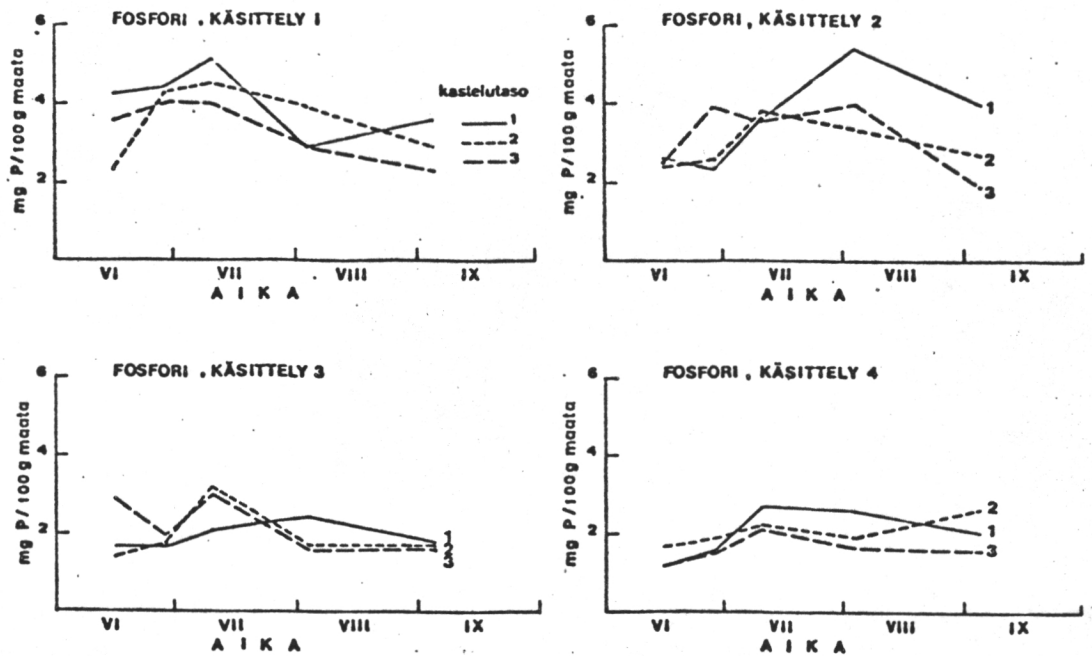 FOSFORI , KÄSITTELY 1
mg P/100 g maata
6
4
2
kastelutaso
1
2
3
VI VII VIII IX
A I K A
FOSFORI , KÄSITTELY 2
mg P/100 g maata
6
4
2
1
2
3
VI VII VIII IX
A I K A
FOSFORI , KÄSITTELY 3
mg P/100 g maata
6
4
2
1
2
3
VI VII VIII IX
A I K A
FOSFORI , KÄSITTELY 4
mg P/100 g maata
6
4
2
2
1
3
VI VII VIII IX
A I K A